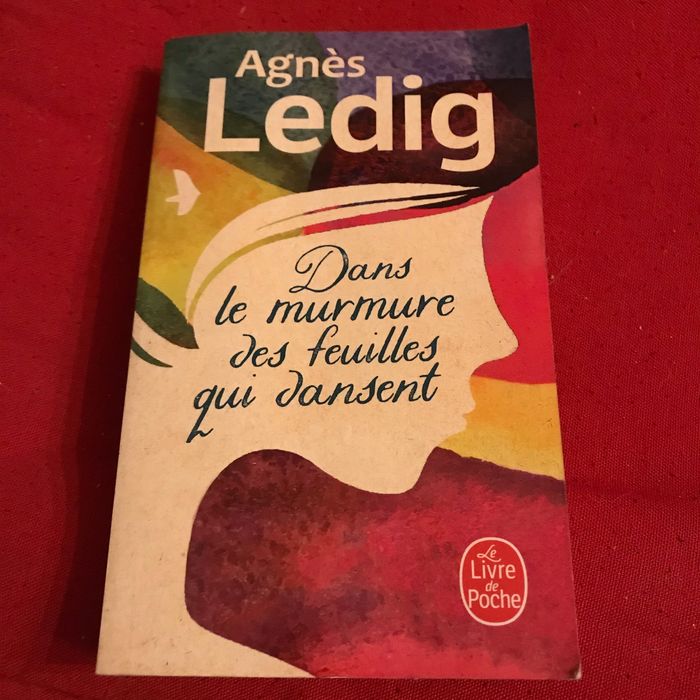 Agnès
Ledig
Dans
le murmure
des feuilles
qui dansent
Le
Livre
de
Poche